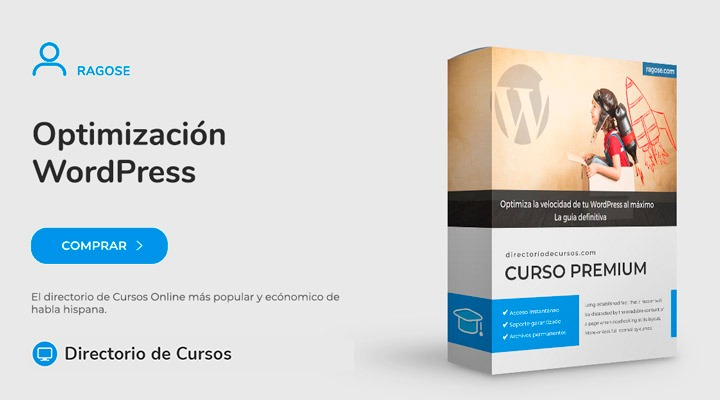 RAGOSE
Optimización
WordPress
COMPRAR
El directorio de Cursos Online más popular y ecónomico de
habla hispana.
Directorio de Cursos
ragose.com
Optimiza la velocidad de tu WordPress al máximo
La guía definitiva
directoriodecursos.com
CURSO PREMIUM
Acceso instantáneo
Soporte garantizado
Archivos permanentes